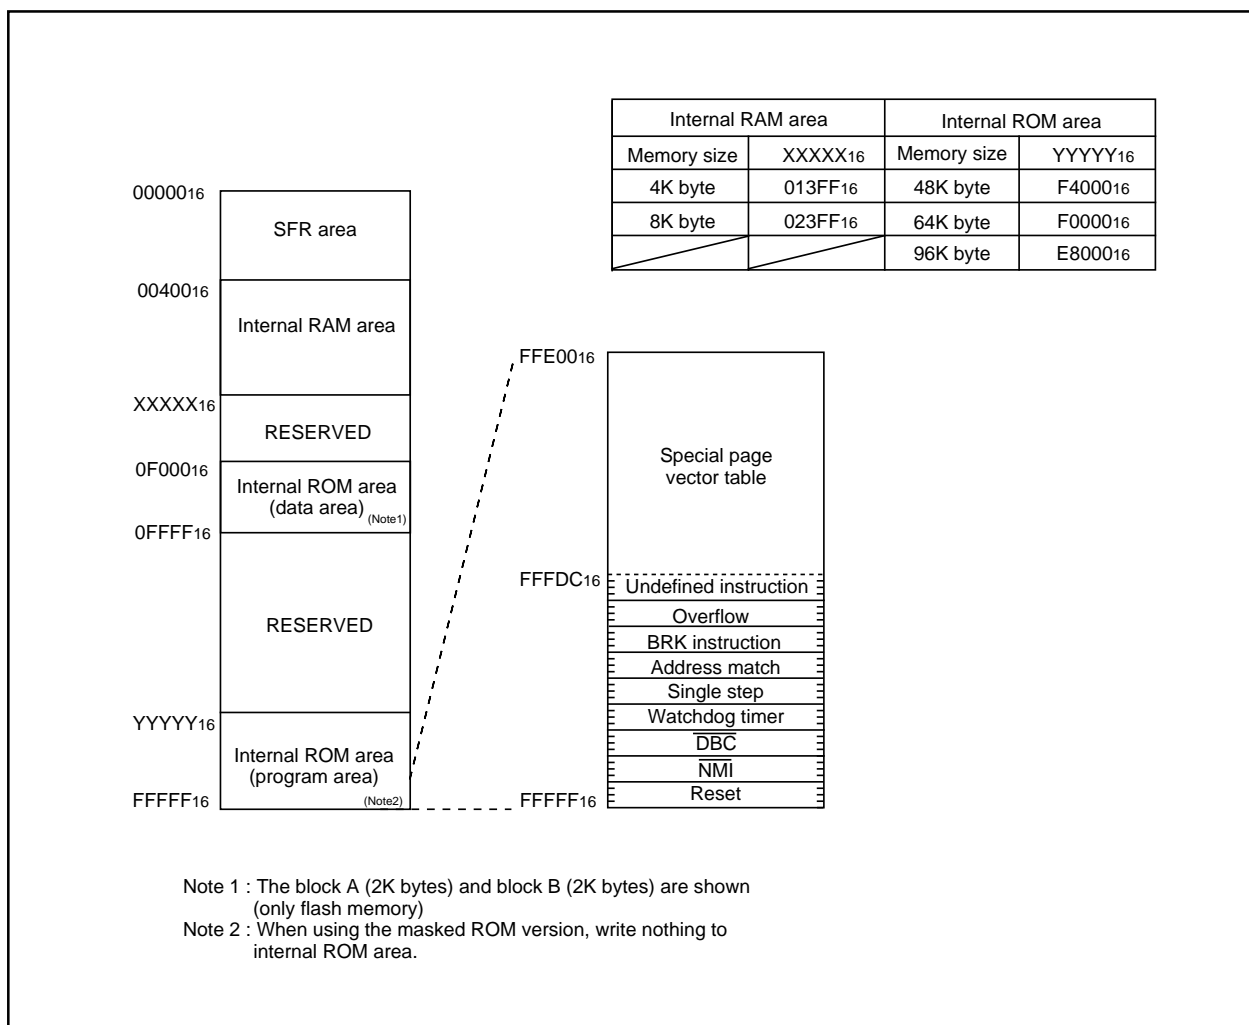 Internal RAM area Internal ROM area
Memory size XXXXX16 Memory size YYYYY16
4K byte 013FF16 48K byte F400016
8K byte 023FF16 64K byte F000016
96K byte E800016
0000016
SFR area
0040016
Internal RAM area
XXXXX16
RESERVED
0F00016
Internal ROM area
(data area) (Note1)
0FFFF16
RESERVED
YYYYY16
Internal ROM area
(program area)
(Note2)
FFFFF16
FFE0016
Special page
vector table
FFFDC16
Undefined instruction
Overflow
BRK instruction
Address match
Single step
Watchdog timer
DBC
NMI
Reset
FFFFF16
Note 1 : The block A (2K bytes) and block B (2K bytes) are shown
(only flash memory)
Note 2 : When using the masked ROM version, write nothing to
internal ROM area.